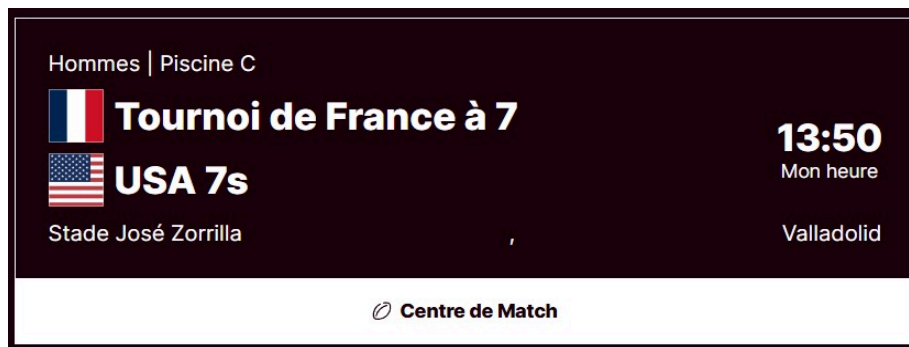 Hommes | Piscine C
Tournoi de France à 7
USA 7s
13:50
Mon heure
Stade José Zorrilla , Valladolid
Centre de Match